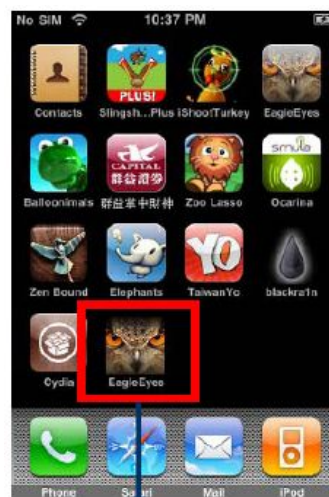 No SIM 10:37 PM
PLUS!
Contacts Slingsh...Plus iShootTurkey EagleEyes
CAPITAL
群益證券
smule
Balloonimals 群益掌中財神 Zoo Lasso Ocarina
YO
Zen Bound Elephants TaiwanYo blackra1n
Cydia EagleEyes
Phone Safari Mail iPod